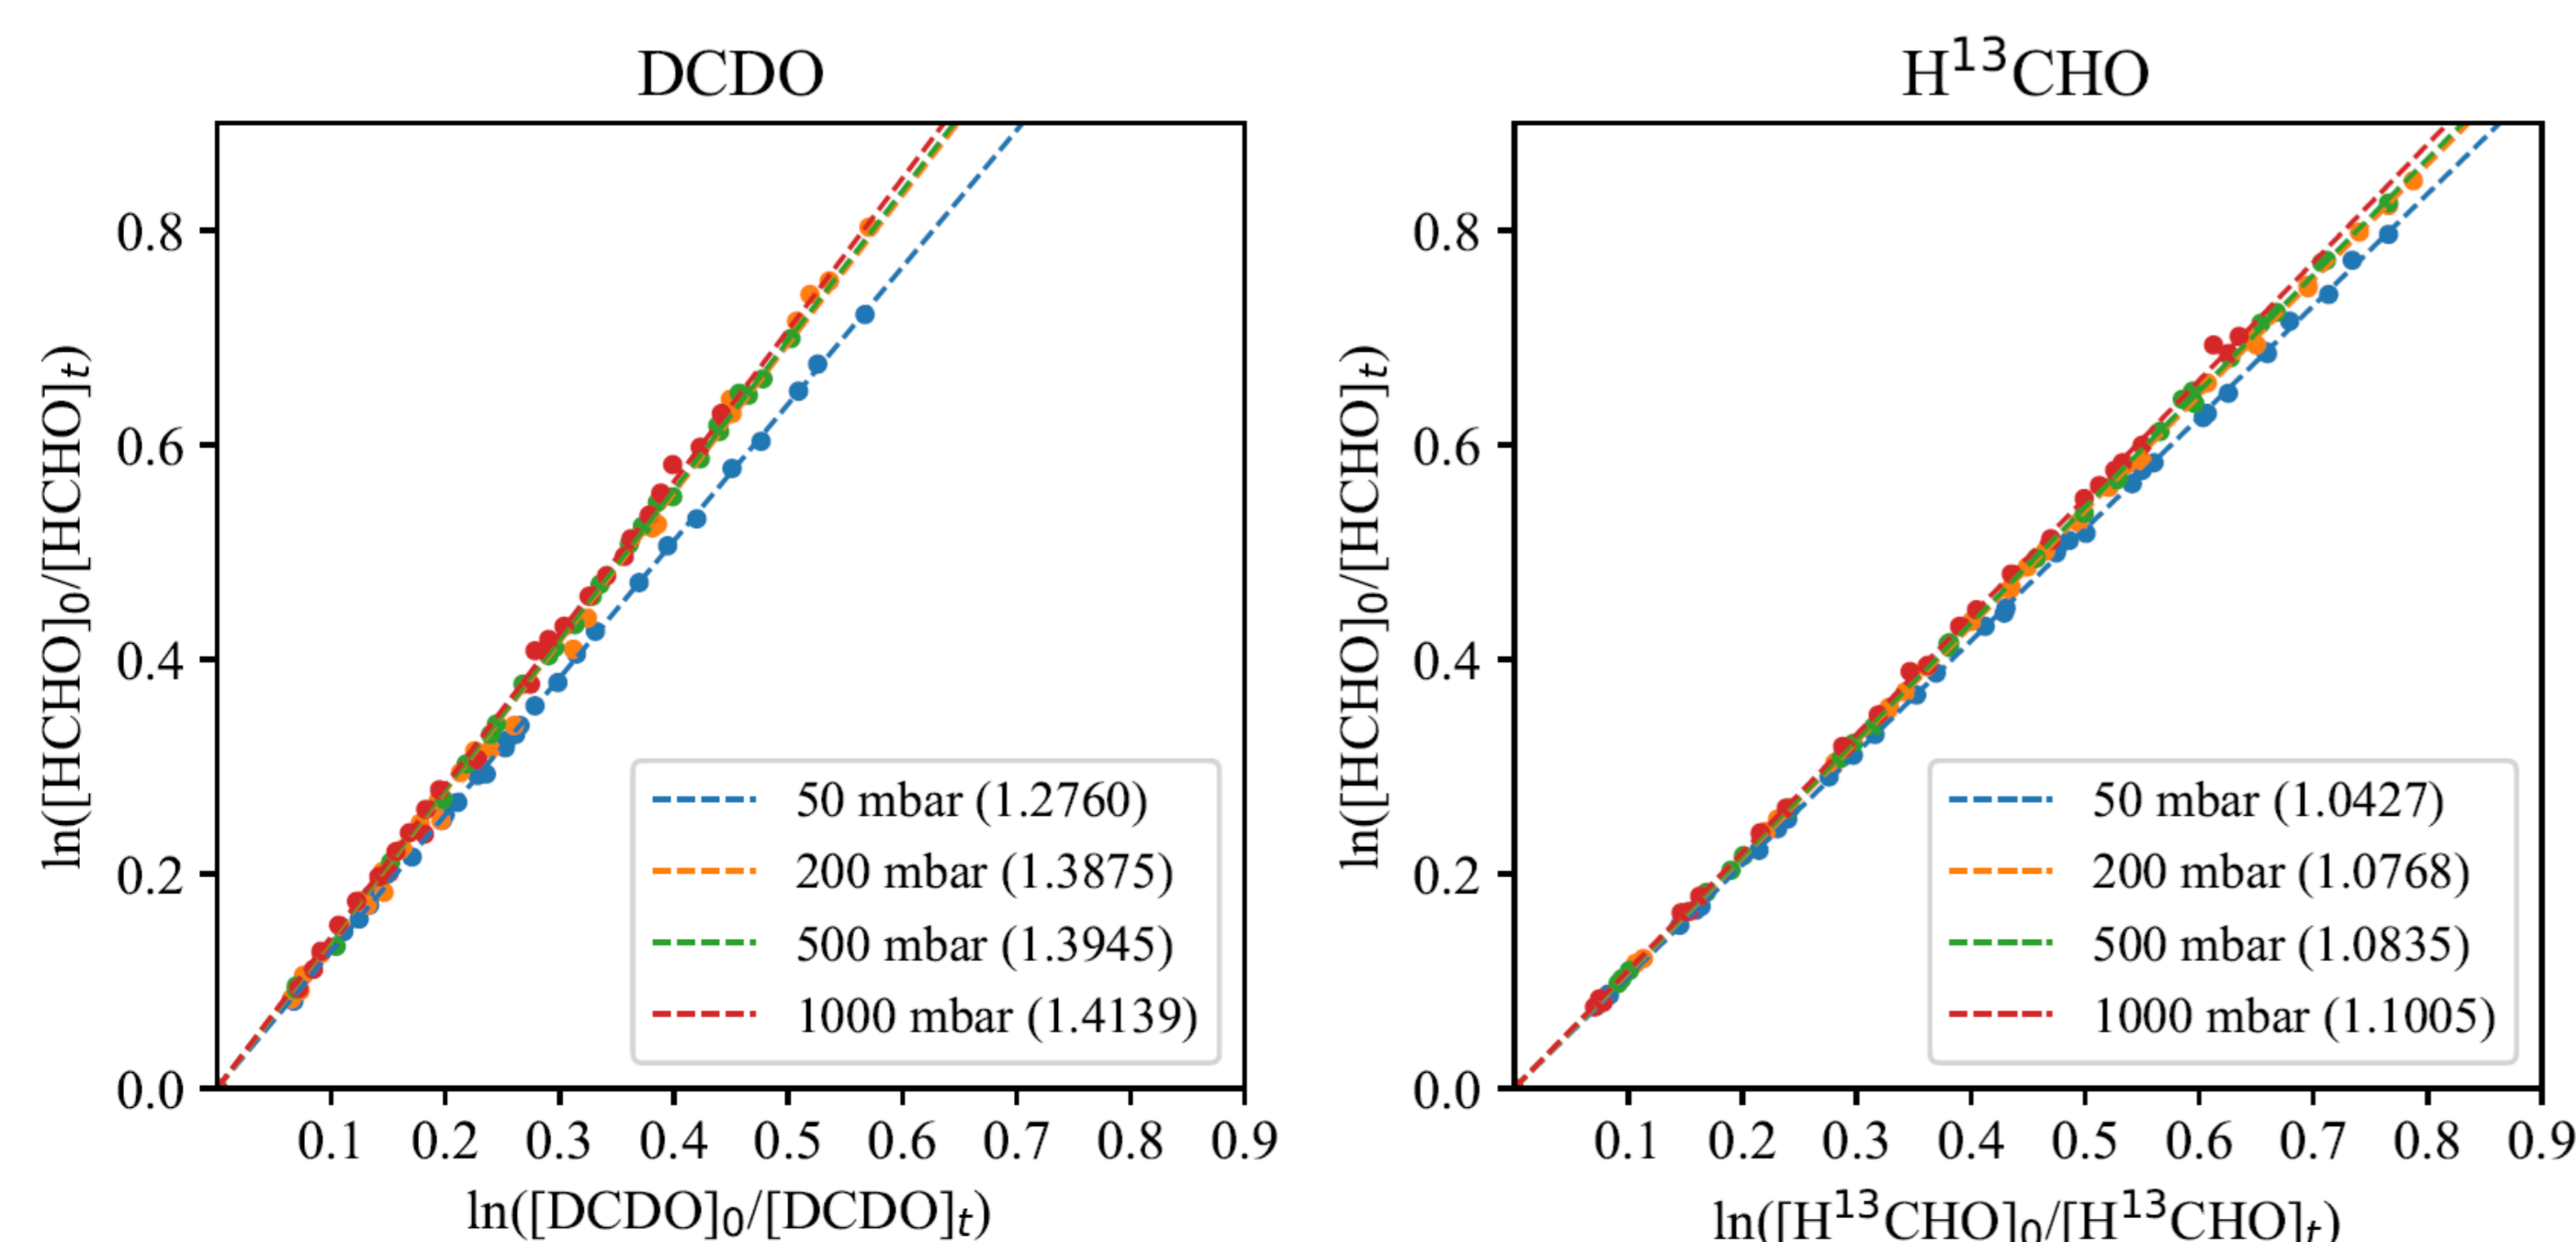 DCDO
ln([HCHO]₀/[HCHO]ₜ)
0.8
0.6
0.4
0.2
0.0
50 mbar (1.2760)
200 mbar (1.3875)
500 mbar (1.3945)
1000 mbar (1.4139)
0.1 0.2 0.3 0.4 0.5 0.6 0.7 0.8 0.9
ln([DCDO]₀/[DCDO]ₜ)
H¹³CHO
ln([HCHO]₀/[HCHO]ₜ)
0.8
0.6
0.4
0.2
0.0
50 mbar (1.0427)
200 mbar (1.0768)
500 mbar (1.0835)
1000 mbar (1.1005)
0.1 0.2 0.3 0.4 0.5 0.6 0.7 0.8 0.9
ln([H¹³CHO]₀/[H¹³CHO]ₜ)